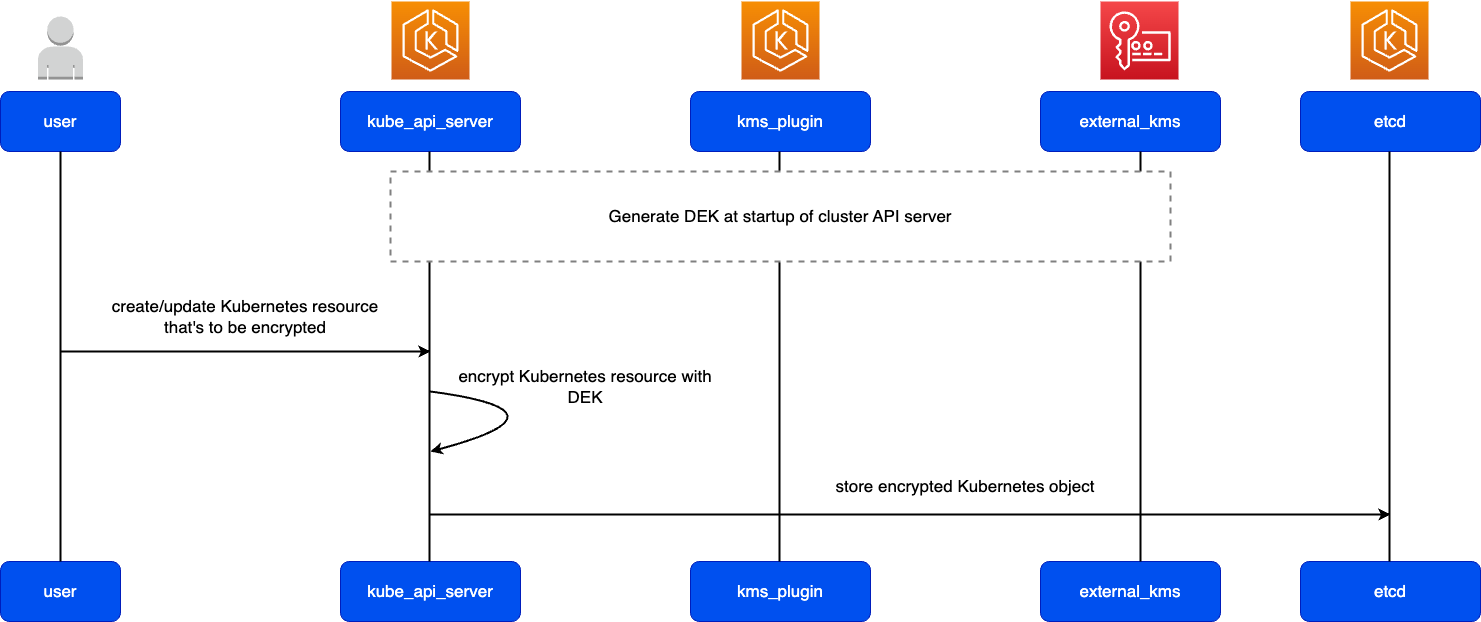 K
K
K
user
kube_api_server
kms_plugin
external_kms
etcd
Generate DEK at startup of cluster API server
create/update Kubernetes resource
that's to be encrypted
encrypt Kubernetes resource with
DEK
store encrypted Kubernetes object
user
kube_api_server
kms_plugin
external_kms
etcd